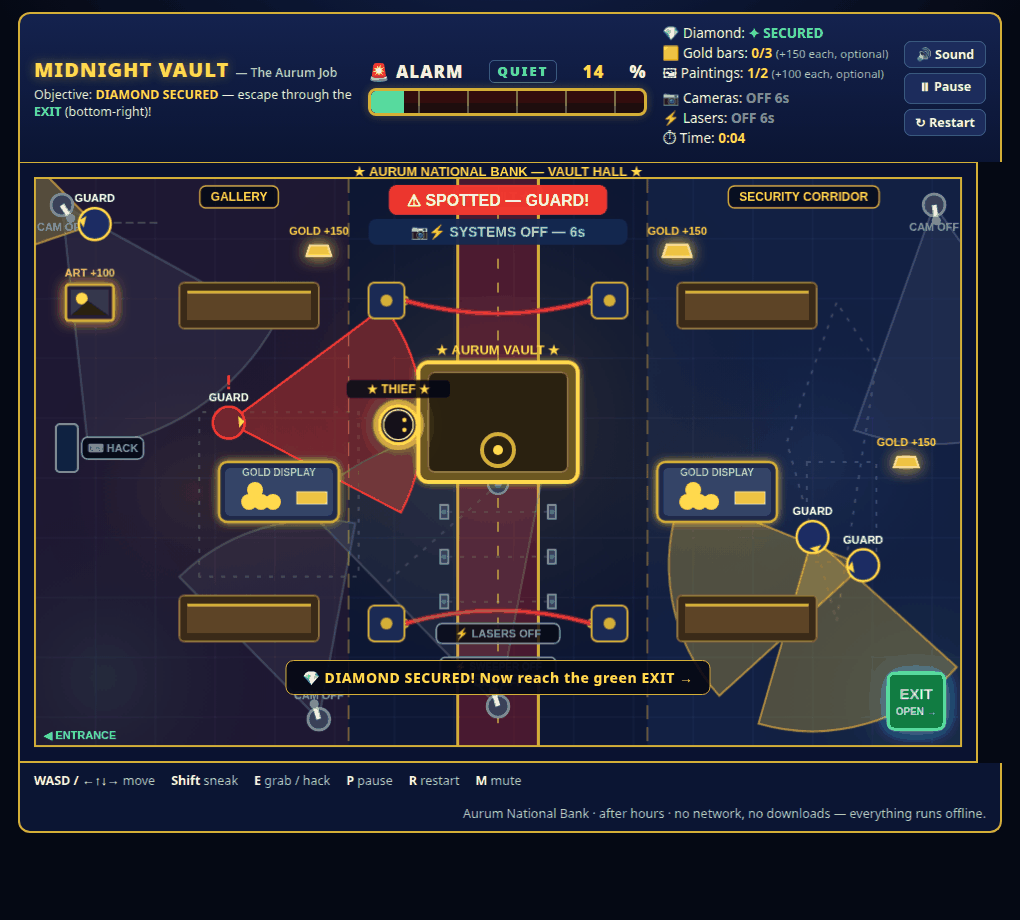 MIDNIGHT VAULT — The Aurum Job
Objective: DIAMOND SECURED — escape through the
EXIT (bottom-right)!
🚨 ALARM QUIET 14 %
💎 Diamond: ✦ SECURED
🟨 Gold bars: 0/3 (+150 each, optional)
🖼 Paintings: 1/2 (+100 each, optional)
📷 Cameras: OFF 6s
⚡ Lasers: OFF 6s
⏱ Time: 0:04
🔊 Sound
⏸ Pause
↻ Restart
★ AURUM NATIONAL BANK — VAULT HALL ★
GUARD
GALLERY
⚠ SPOTTED — GUARD!
SECURITY CORRIDOR
CAM OFF
GOLD +150
📷⚡ SYSTEMS OFF — 6s
GOLD +150
CAM OFF
ART +100
★ AURUM VAULT ★
!
GUARD
★ THIEF ★
⌨ HACK
GOLD +150
GOLD DISPLAY
GOLD DISPLAY
GUARD
GUARD
⚡ LASERS OFF
💎 DIAMOND SECURED! Now reach the green EXIT →
CAM OFF
EXIT
OPEN →
◀ ENTRANCE
WASD / ←↑↓→ move Shift sneak E grab / hack P pause R restart M mute
Aurum National Bank · after hours · no network, no downloads — everything runs offline.